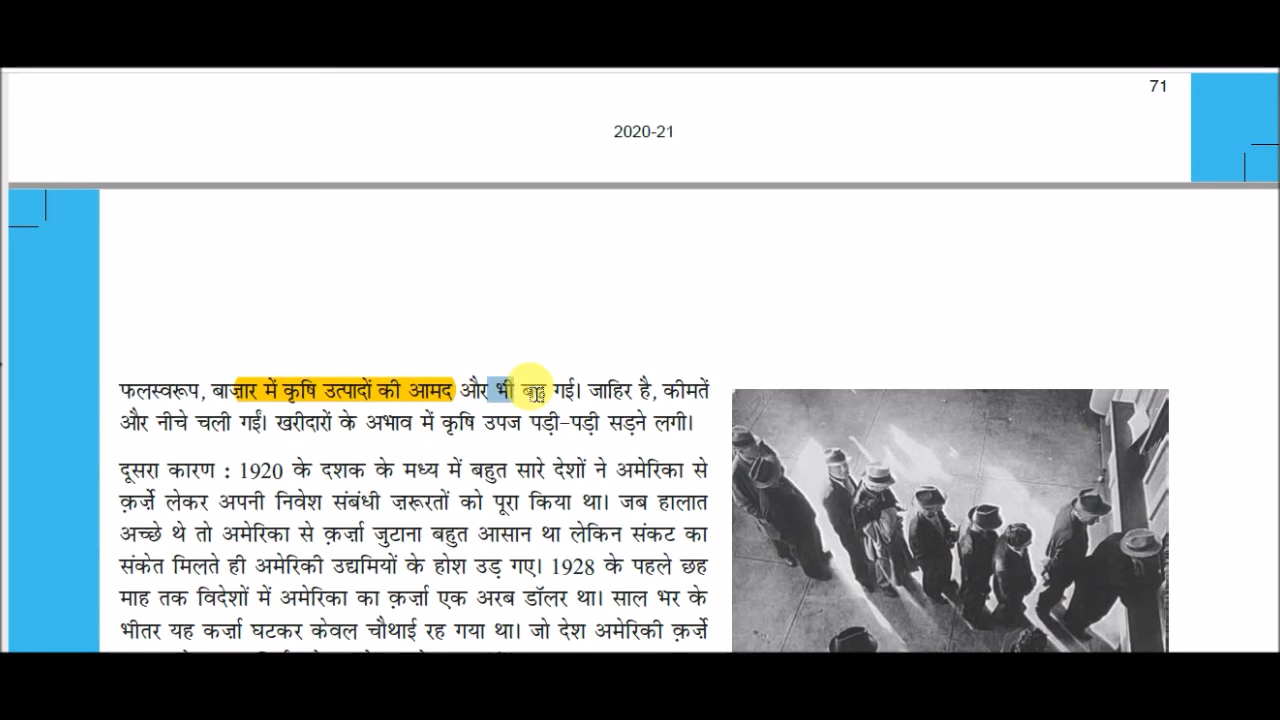 71
2020-21
फलस्वरूप, बाज़ार में कृषि उत्पादों की आमद और भी बढ़ गई। जाहिर है, कीमतें
और नीचे चली गईं। खरीदारों के अभाव में कृषि उपज पड़ी-पड़ी सड़ने लगी।
दूसरा कारण : 1920 के दशक के मध्य में बहुत सारे देशों ने अमेरिका से
क़र्ज़े लेकर अपनी निवेश संबंधी ज़रूरतों को पूरा किया था। जब हालात
अच्छे थे तो अमेरिका से क़र्ज़ा जुटाना बहुत आसान था लेकिन संकट का
संकेत मिलते ही अमेरिकी उद्यमियों के होश उड़ गए। 1928 के पहले छह
माह तक विदेशों में अमेरिका का क़र्ज़ा एक अरब डॉलर था। साल भर के
भीतर यह कर्ज़ा घटकर केवल चौथाई रह गया था। जो देश अमेरिकी क़र्ज़े